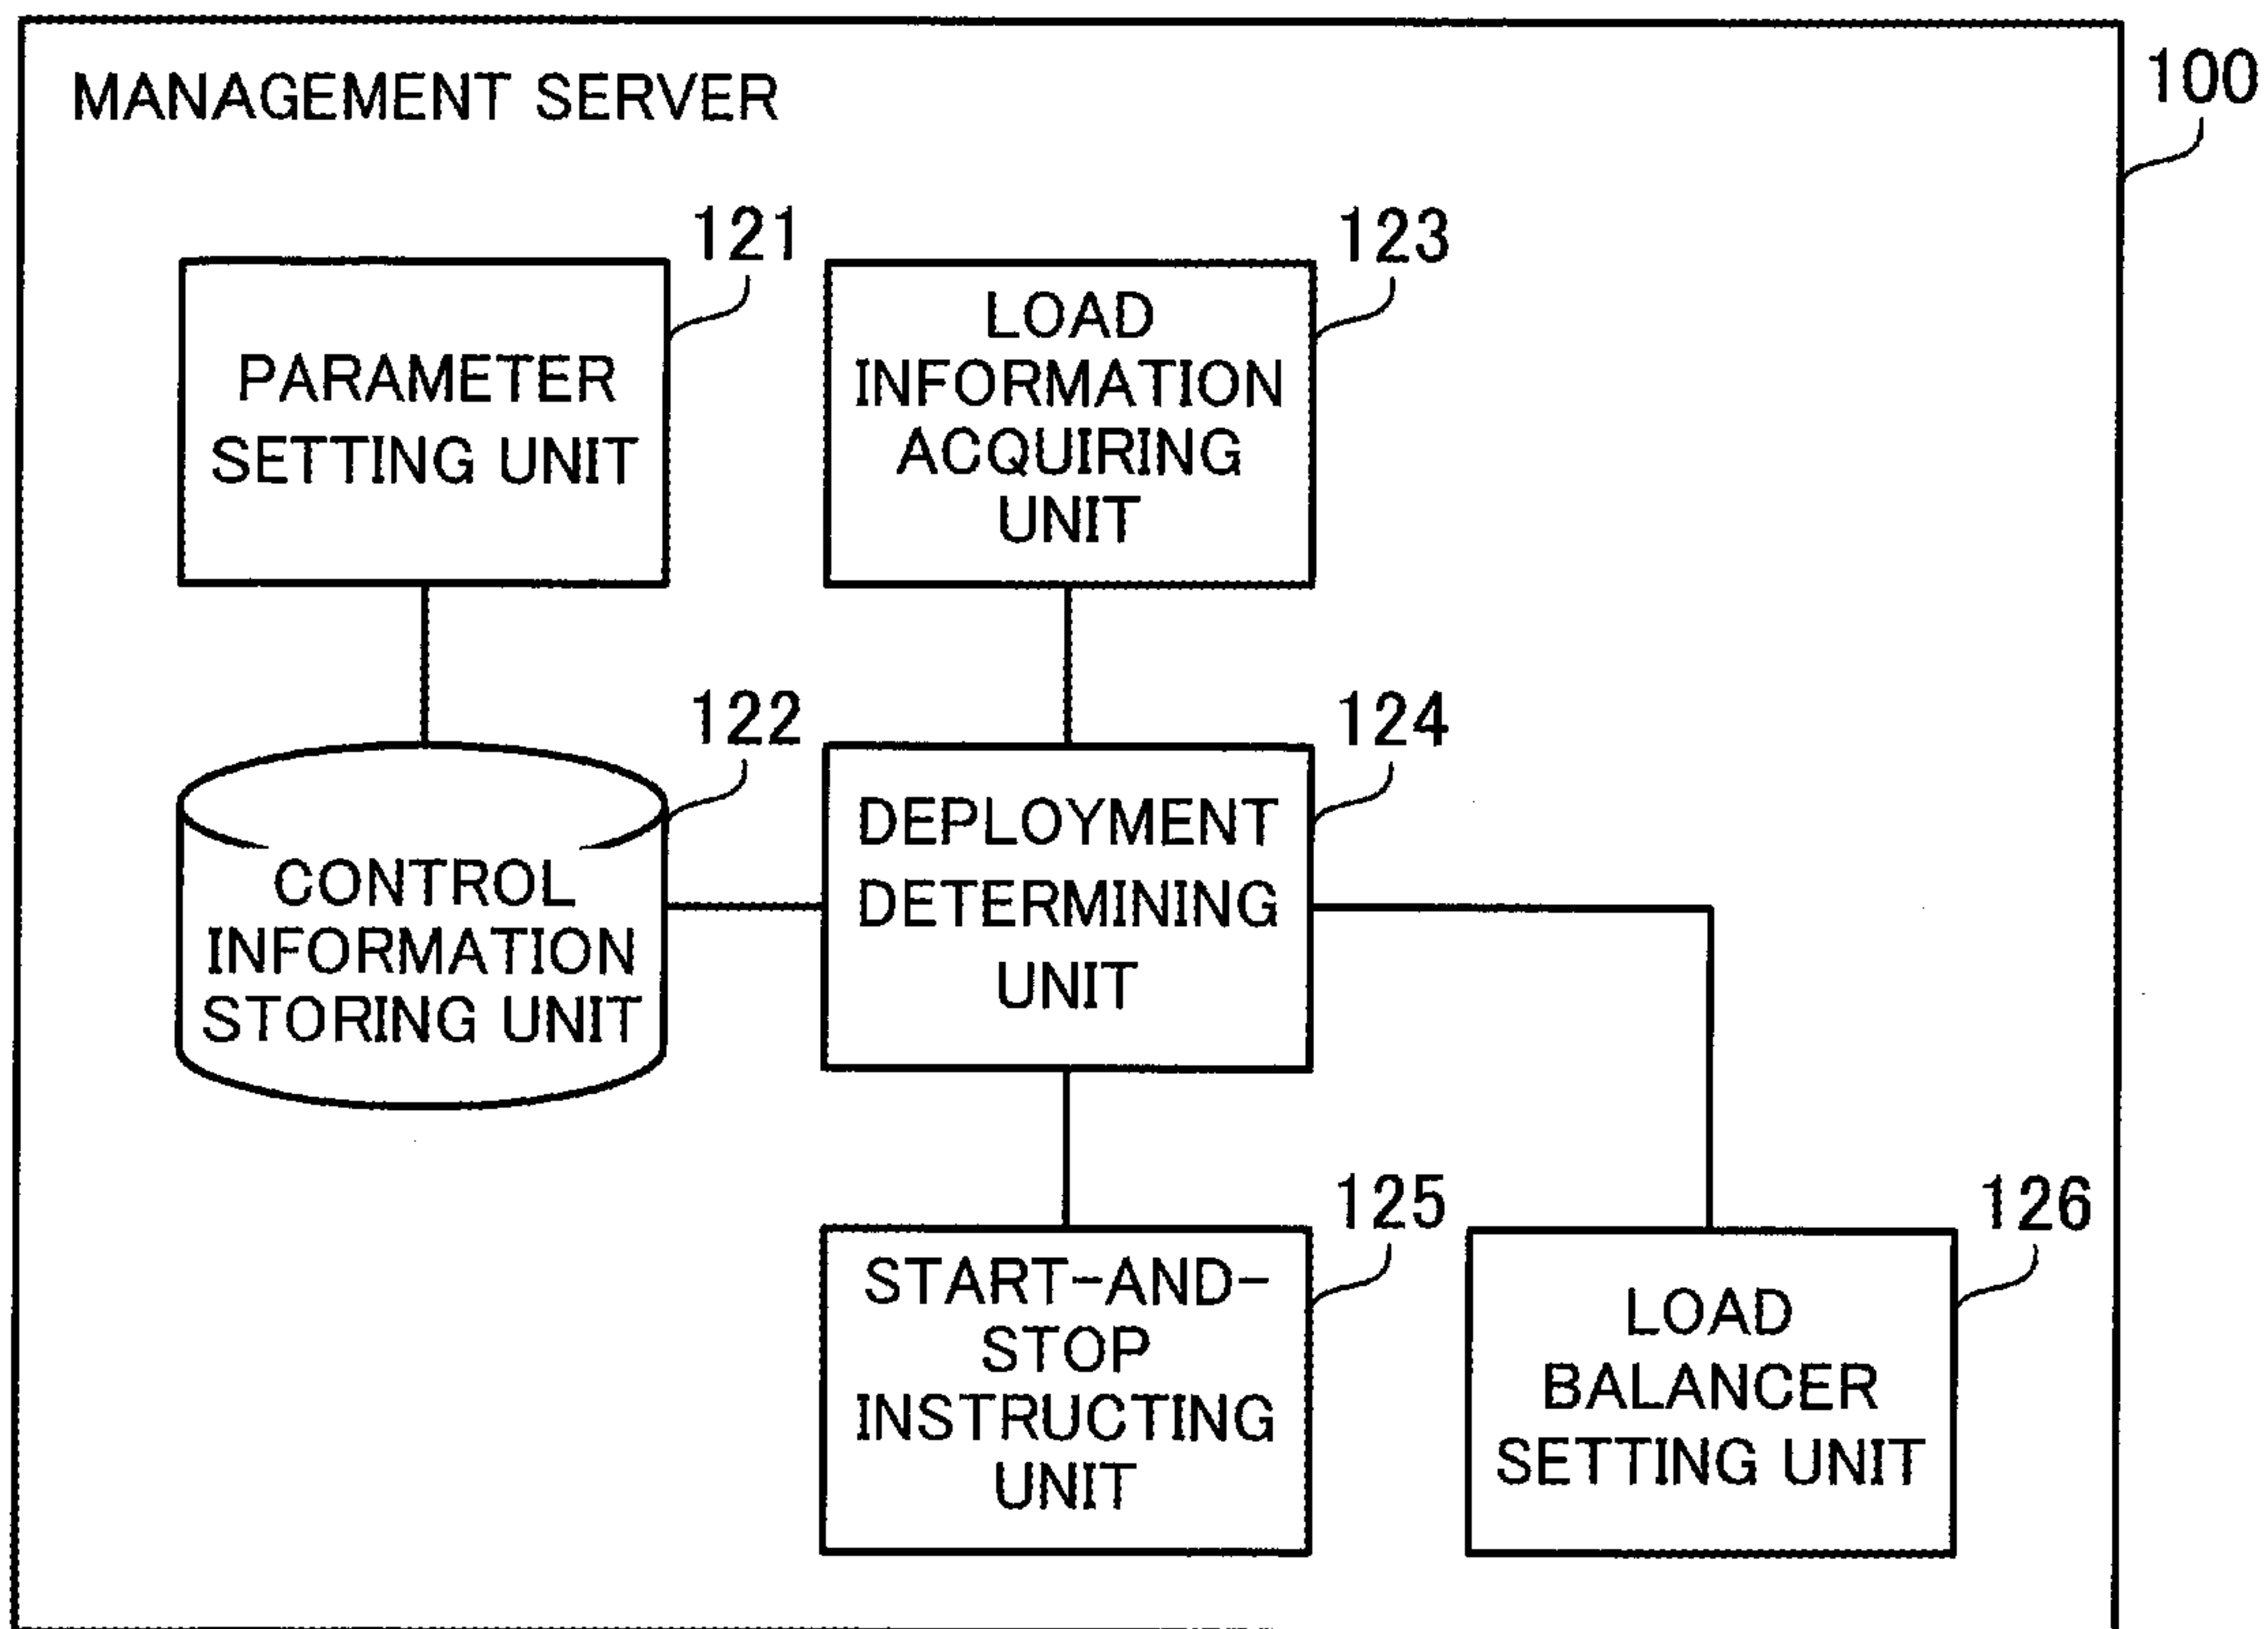 MANAGEMENT SERVER
100
121
PARAMETER
SETTING UNIT
123
LOAD
INFORMATION
ACQUIRING
UNIT
122
CONTROL
INFORMATION
STORING UNIT
124
DEPLOYMENT
DETERMINING
UNIT
125
START-AND-
STOP
INSTRUCTING
UNIT
126
LOAD
BALANCER
SETTING UNIT